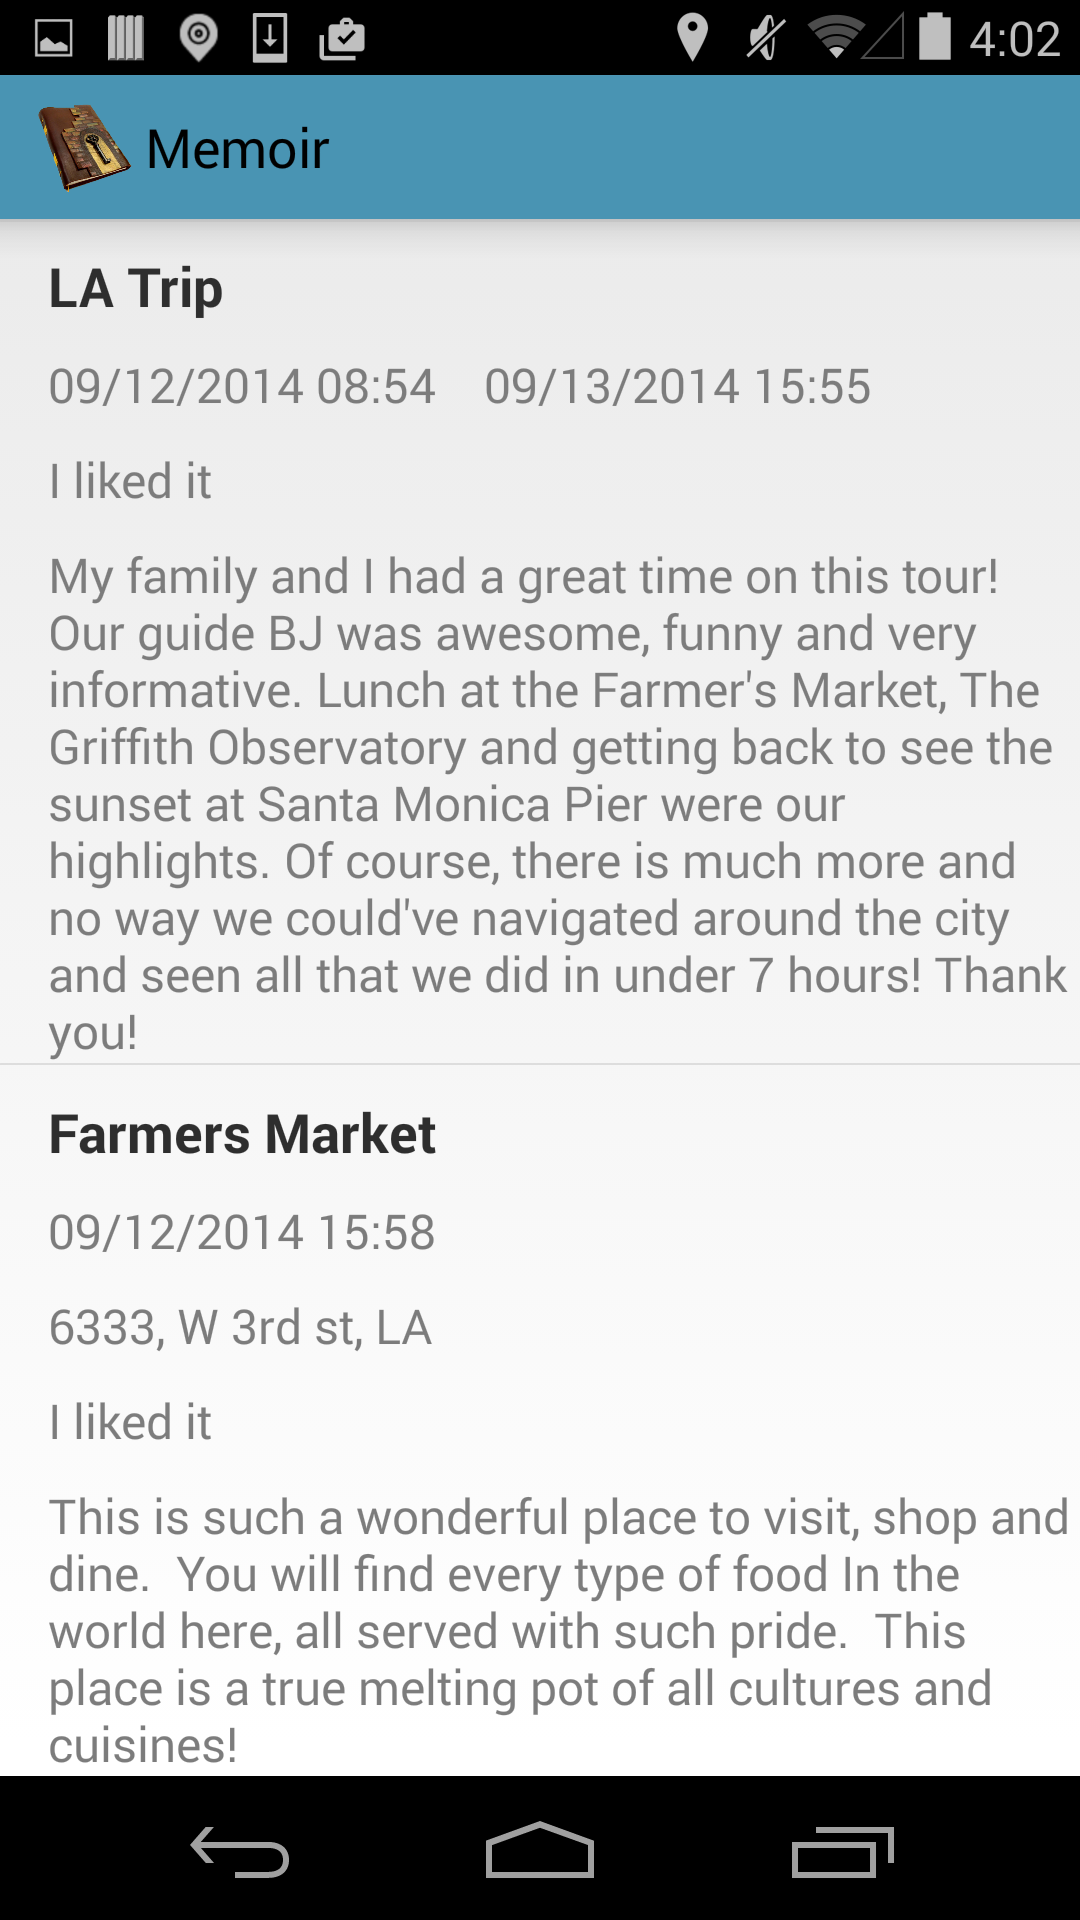 4:02
Memoir
LA Trip
09/12/2014 08:54    09/13/2014 15:55
I liked it
My family and I had a great time on this tour!
Our guide BJ was awesome, funny and very
informative. Lunch at the Farmer's Market, The
Griffith Observatory and getting back to see the
sunset at Santa Monica Pier were our
highlights. Of course, there is much more and
no way we could've navigated around the city
and seen all that we did in under 7 hours! Thank
you!
Farmers Market
09/12/2014 15:58
6333, W 3rd st, LA
I liked it
This is such a wonderful place to visit, shop and
dine.  You will find every type of food In the
world here, all served with such pride.  This
place is a true melting pot of all cultures and
cuisines!